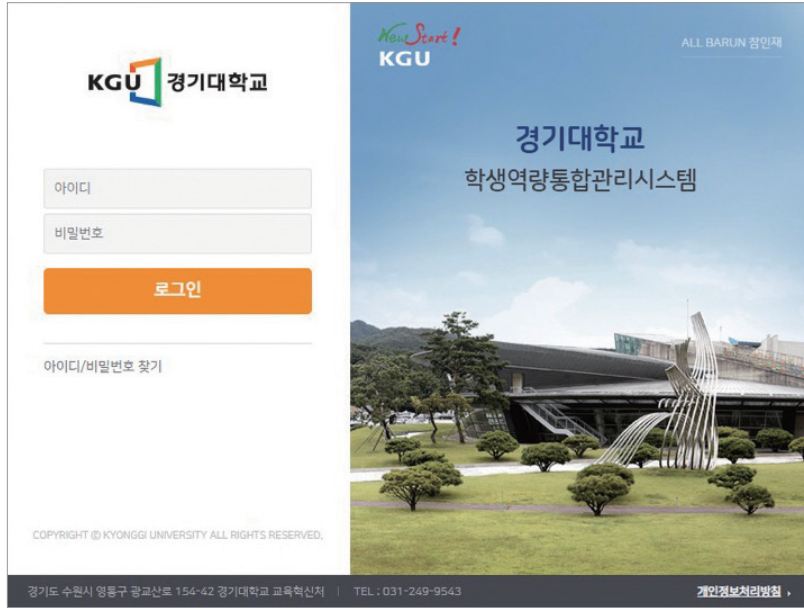 KGU 경기대학교
아이디
비밀번호
로그인
아이디/비밀번호 찾기
COPYRIGHT © KYONGGI UNIVERSITY ALL RIGHTS RESERVED.
New Start!
KGU
ALL BARUN 참인재
경기대학교
학생역량통합관리시스템
경기도 수원시 영통구 광교산로 154-42 경기대학교 교육혁신처 | TEL : 031-249-9543
개인정보처리방침 ›